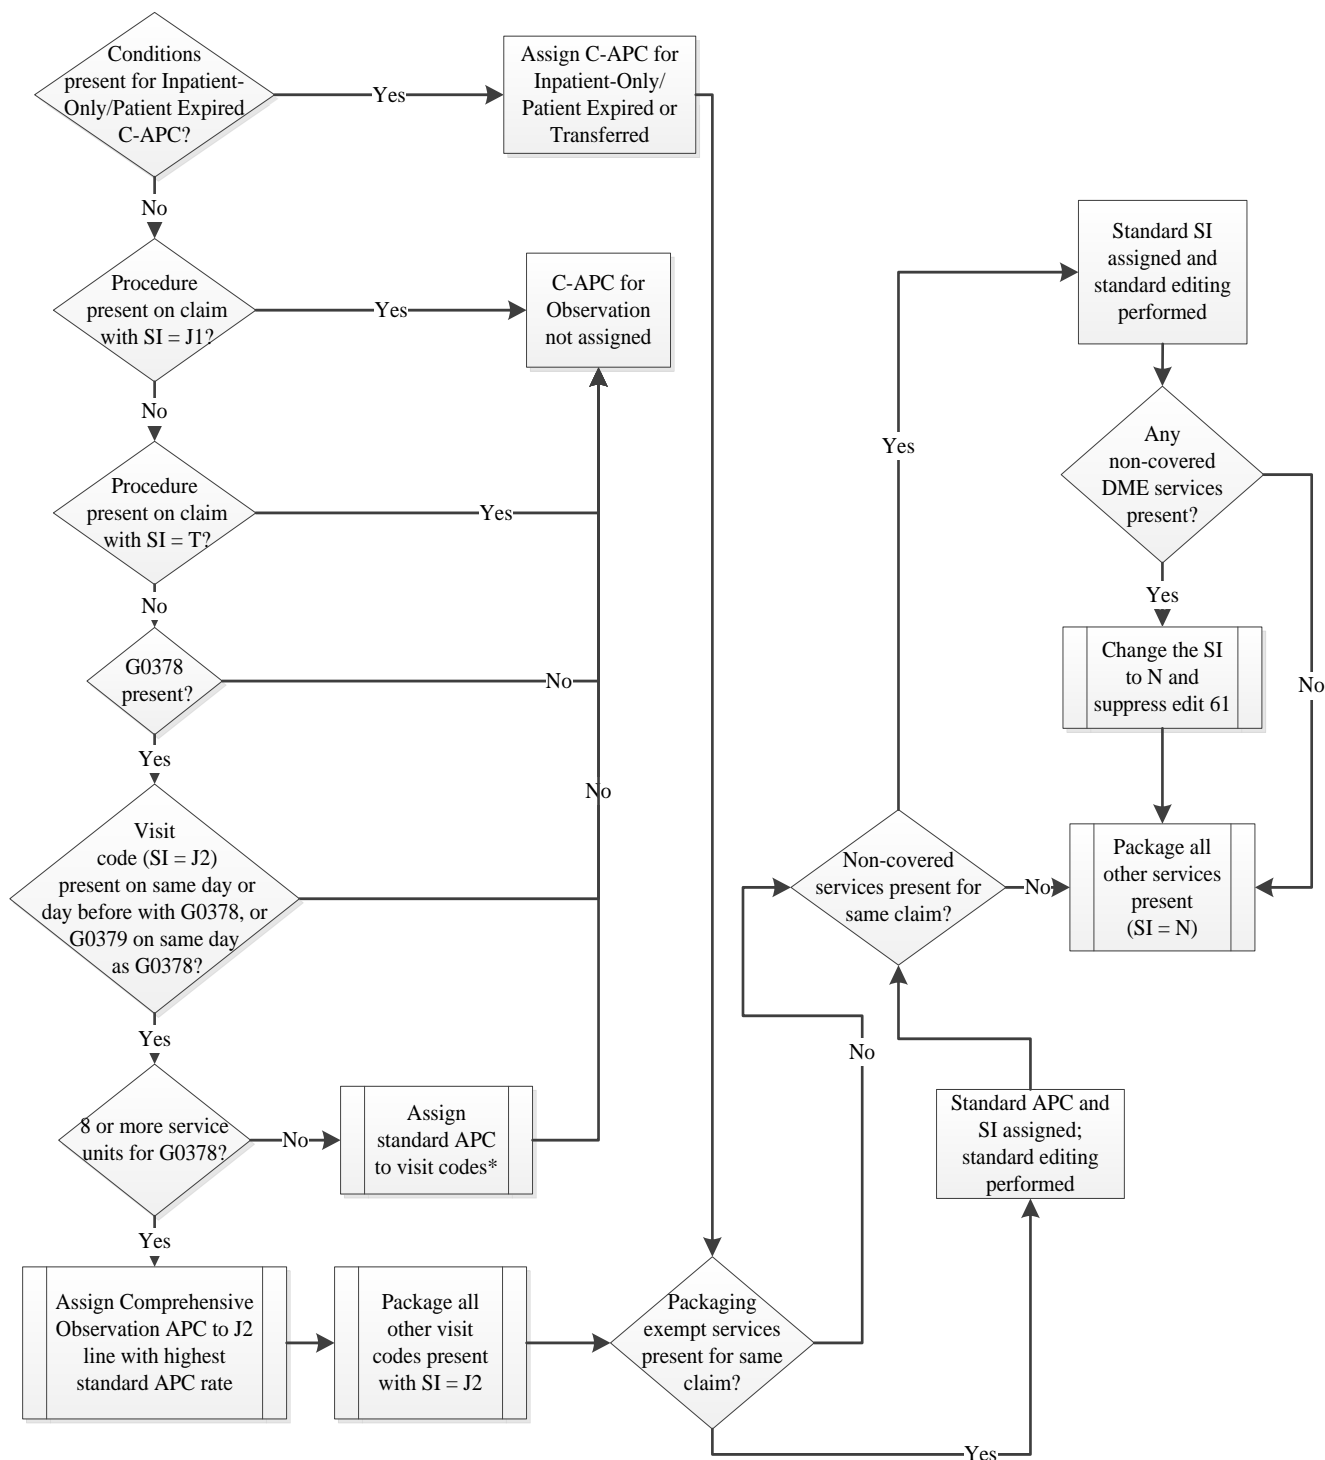 Conditions
present for Inpatient-
Only/Patient Expired
C-APC?
Yes
Assign C-APC for
Inpatient-Only/
Patient Expired or
Transferred
No
Procedure
present on claim
with SI = J1?
Yes
C-APC for
Observation
not assigned
No
Procedure
present on claim
with SI = T?
Yes
No
G0378
present?
No
Yes
Visit
code (SI = J2)
present on same day or
day before with G0378, or
G0379 on same day
as G0378?
No
Yes
8 or more service
units for G0378?
No
Assign
standard APC
to visit codes*
Yes
Assign Comprehensive
Observation APC to J2
line with highest
standard APC rate
Package all
other visit
codes present
with SI = J2
Packaging
exempt services
present for same
claim?
No
Yes
Standard APC and
SI assigned;
standard editing
performed
Non-covered
services present for
same claim?
No
Yes
Standard SI
assigned and
standard editing
performed
Any
non-covered
DME services
present?
Yes
No
Change the SI
to N and
suppress edit 61
Package all
other services
present
(SI = N)